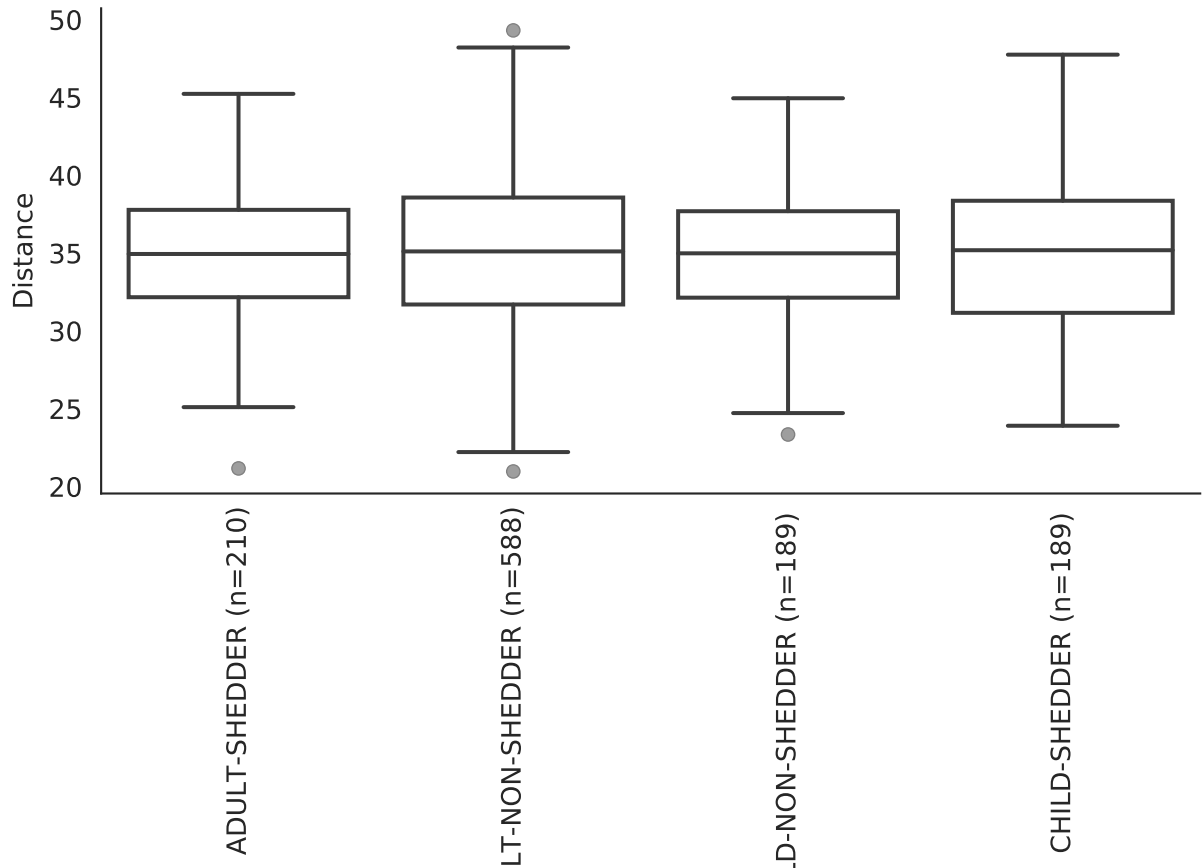 50
45
40
35
30
25
20
Distance
ADULT-SHEDDER (n=210)
LT-NON-SHEDDER (n=588)
LD-NON-SHEDDER (n=189)
CHILD-SHEDDER (n=189)